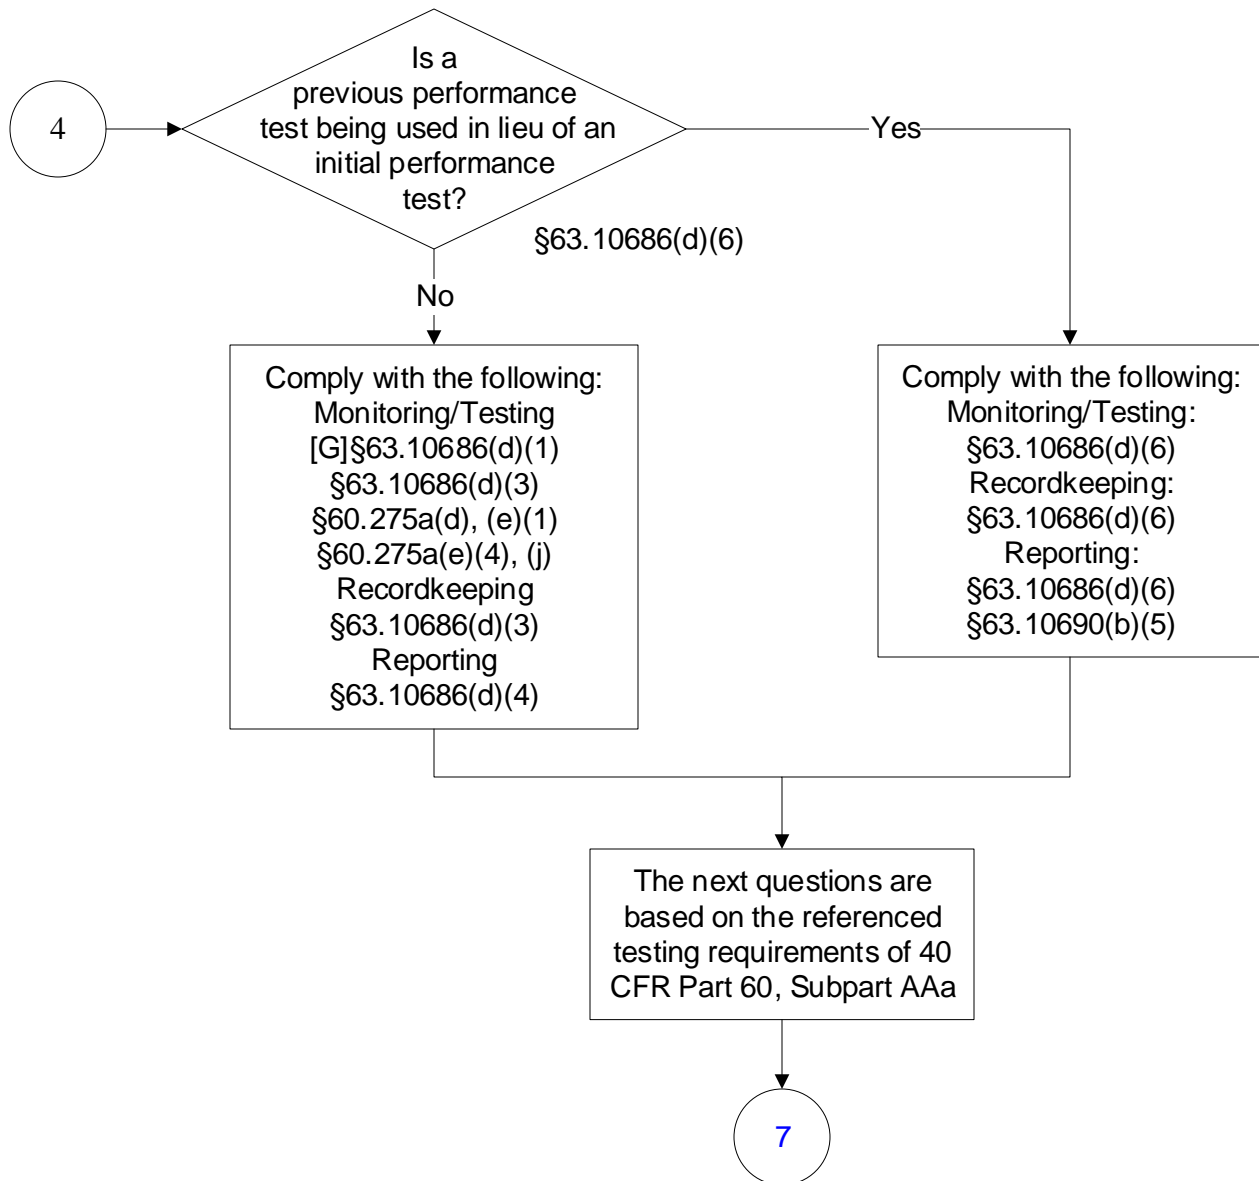 4
Is a
previous performance
test being used in lieu of an
initial performance
test?
Yes
§63.10686(d)(6)
No
Comply with the following:
Monitoring/Testing
[G]§63.10686(d)(1)
§63.10686(d)(3)
§60.275a(d), (e)(1)
§60.275a(e)(4), (j)
Recordkeeping
§63.10686(d)(3)
Reporting
§63.10686(d)(4)
Comply with the following:
Monitoring/Testing:
§63.10686(d)(6)
Recordkeeping:
§63.10686(d)(6)
Reporting:
§63.10686(d)(6)
§63.10690(b)(5)
The next questions are
based on the referenced
testing requirements of 40
CFR Part 60, Subpart AAa
7